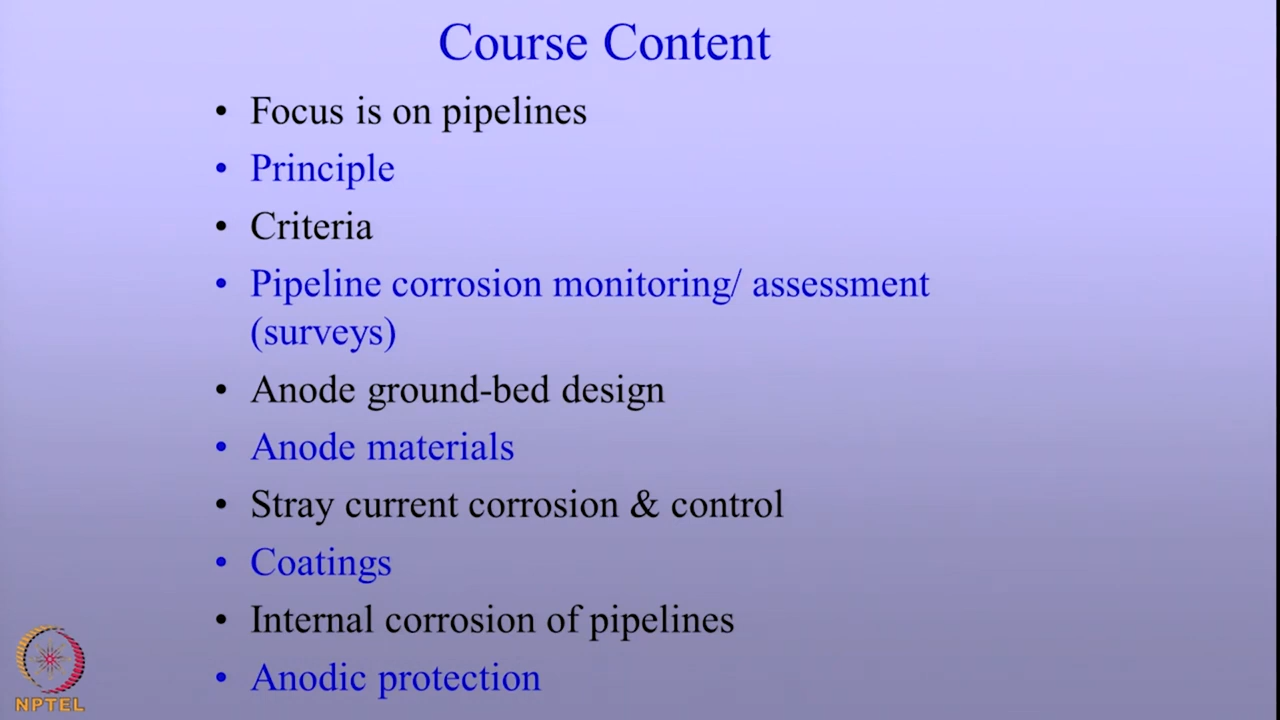 Course Content
• Focus is on pipelines
• Principle
• Criteria
• Pipeline corrosion monitoring/ assessment
(surveys)
• Anode ground-bed design
• Anode materials
• Stray current corrosion & control
• Coatings
• Internal corrosion of pipelines
• Anodic protection
NPTEL